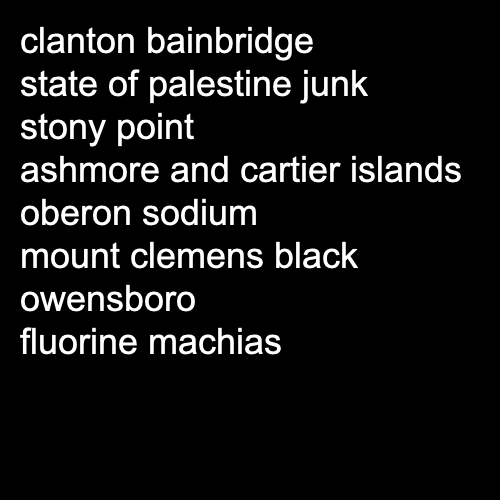 clanton bainbridge
state of palestine junk
stony point
ashmore and cartier islands
oberon sodium
mount clemens black
owensboro
fluorine machias